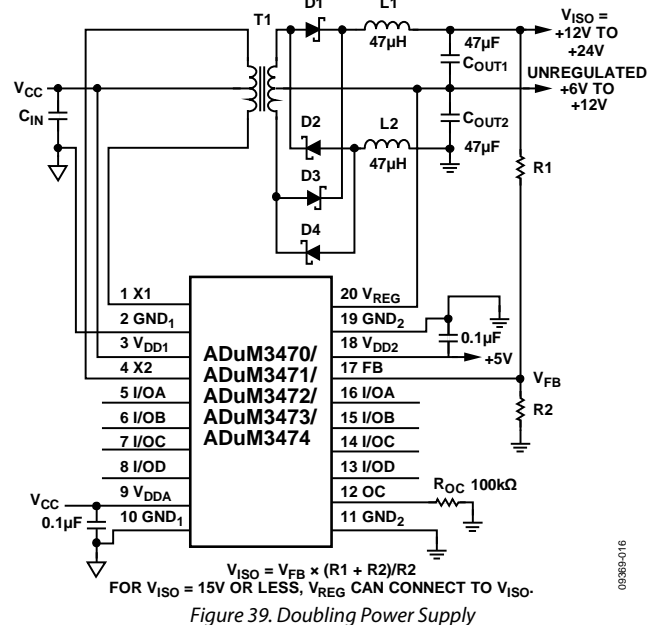 T1
D1
L1
47µH
47µF
COUT1
VISO =
+12V TO
+24V
UNREGULATED
+6V TO
+12V
VCC
CIN
D2
L2
47µH
COUT2
47µF
D3
D4
R1
1 X1
2 GND1
3 VDD1
4 X2
5 I/OA
6 I/OB
7 I/OC
8 I/OD
9 VDDA
10 GND1
VCC
0.1µF
ADuM3470/
ADuM3471/
ADuM3472/
ADuM3473/
ADuM3474
20 VREG
19 GND2
18 VDD2
17 FB
16 I/OA
15 I/OB
14 I/OC
13 I/OD
12 OC
11 GND2
0.1µF
+5V
VFB
R2
ROC 100kΩ
VISO = VFB × (R1 + R2)/R2
FOR VISO = 15V OR LESS, VREG CAN CONNECT TO VISO.
09369-016
Figure 39. Doubling Power Supply